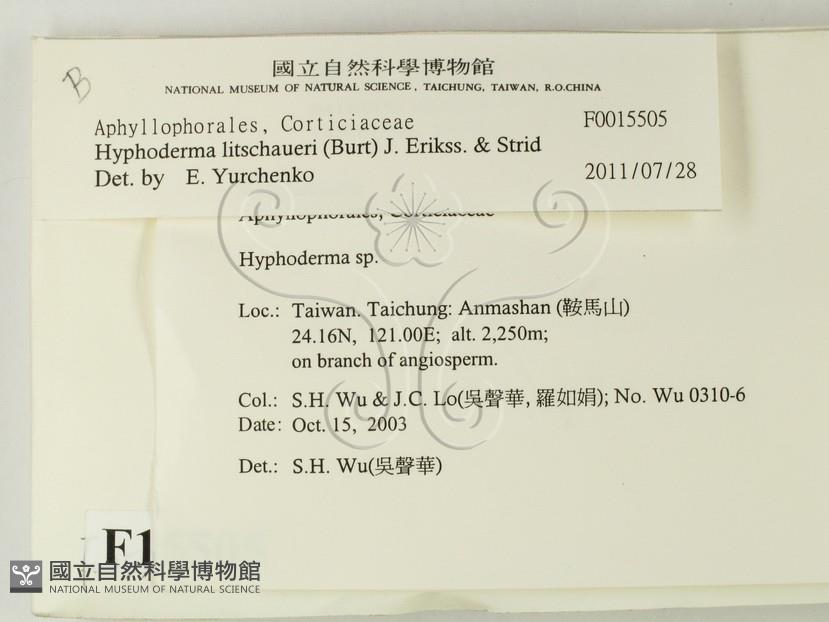 B
國立自然科學博物館
NATIONAL MUSEUM OF NATURAL SCIENCE, TAICHUNG, TAIWAN, R.O.CHINA
Aphyllophorales, Corticiaceae F0015505
Hyphoderma litschaueri (Burt) J. Erikss. & Strid
Det. by E. Yurchenko 2011/07/28
Aphyllophorales, Corticiaceae
Hyphoderma sp.
Loc.: Taiwan. Taichung: Anmashan (鞍馬山)
24.16N, 121.00E; alt. 2,250m;
on branch of angiosperm.
Col.: S.H. Wu & J.C. Lo(吳聲華, 羅如娟); No. Wu 0310-6
Date: Oct. 15, 2003
Det.: S.H. Wu(吳聲華)
F1
國立自然科學博物館
NATIONAL MUSEUM OF NATURAL SCIENCE